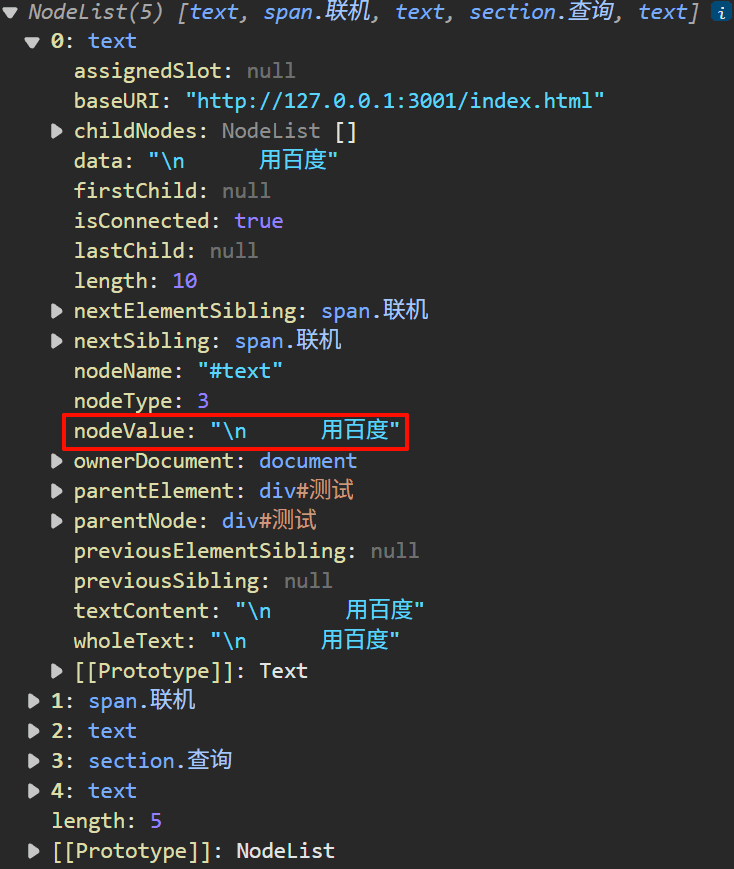 NodeList(5) [text, span.联机, text, section.查询, text] i
0: text
assignedSlot: null
baseURI: "http://127.0.0.1:3001/index.html"
childNodes: NodeList []
data: "\n      用百度"
firstChild: null
isConnected: true
lastChild: null
length: 10
nextElementSibling: span.联机
nextSibling: span.联机
nodeName: "#text"
nodeType: 3
nodeValue: "\n      用百度"
ownerDocument: document
parentElement: div#测试
parentNode: div#测试
previousElementSibling: null
previousSibling: null
textContent: "\n      用百度"
wholeText: "\n      用百度"
[[Prototype]]: Text
1: span.联机
2: text
3: section.查询
4: text
length: 5
[[Prototype]]: NodeList